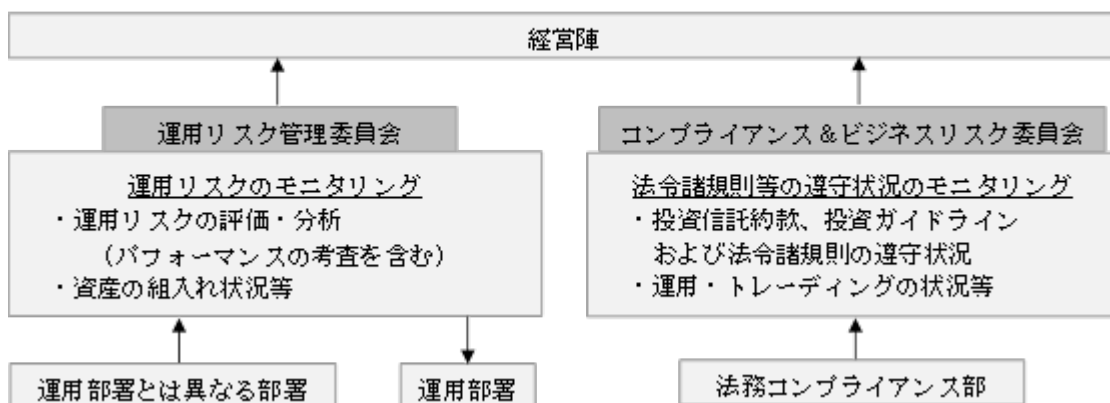 経営陣
運用リスク管理委員会
運用リスクのモニタリング
・運用リスクの評価・分析
（パフォーマンスの考査を含む）
・資産の組入れ状況等
コンプライアンス＆ビジネスリスク委員会
法令諸規則等の遵守状況のモニタリング
・投資信託約款、投資ガイドライン
および法令諸規則の遵守状況
・運用・トレーディングの状況等
運用部署とは異なる部署
運用部署
法務コンプライアンス部